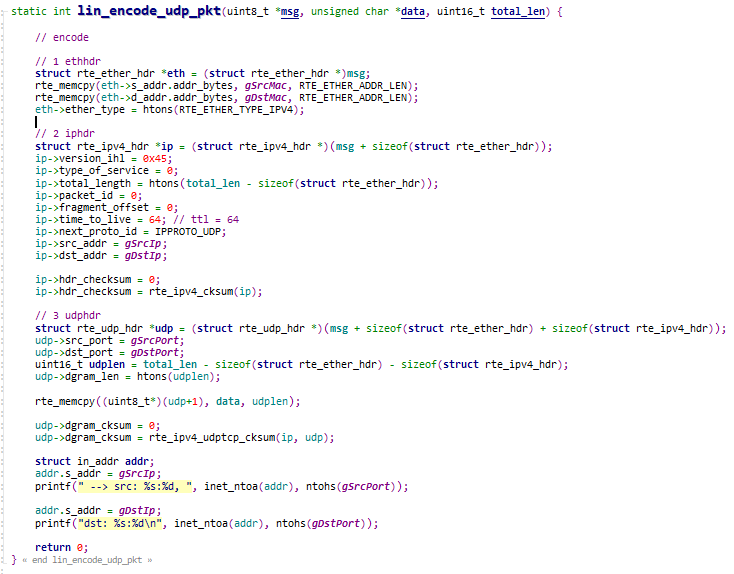 static int lin_encode_udp_pkt(uint8_t *msg, unsigned char *data, uint16_t total_len) {
// encode
// 1 ethhdr
struct rte_ether_hdr *eth = (struct rte_ether_hdr *)msg;
rte_memcpy(eth->s_addr.addr_bytes, gSrcMac, RTE_ETHER_ADDR_LEN);
rte_memcpy(eth->d_addr.addr_bytes, gDstMac, RTE_ETHER_ADDR_LEN);
eth->ether_type = htons(RTE_ETHER_TYPE_IPV4);
// 2 iphdr
struct rte_ipv4_hdr *ip = (struct rte_ipv4_hdr *)(msg + sizeof(struct rte_ether_hdr));
ip->version_ihl = 0x45;
ip->type_of_service = 0;
ip->total_length = htons(total_len - sizeof(struct rte_ether_hdr));
ip->packet_id = 0;
ip->fragment_offset = 0;
ip->time_to_live = 64; // ttl = 64
ip->next_proto_id = IPPROTO_UDP;
ip->src_addr = gSrcIp;
ip->dst_addr = gDstIp;
ip->hdr_checksum = 0;
ip->hdr_checksum = rte_ipv4_cksum(ip);
// 3 udphdr
struct rte_udp_hdr *udp = (struct rte_udp_hdr *)(msg + sizeof(struct rte_ether_hdr) + sizeof(struct rte_ipv4_hdr));
udp->src_port = gSrcPort;
udp->dst_port = gDstPort;
uint16_t udplen = total_len - sizeof(struct rte_ether_hdr) - sizeof(struct rte_ipv4_hdr);
udp->dgram_len = htons(udplen);
rte_memcpy((uint8_t*)(udp+1), data, udplen);
udp->dgram_cksum = 0;
udp->dgram_cksum = rte_ipv4_udptcp_cksum(ip, udp);
struct in_addr addr;
addr.s_addr = gSrcIp;
printf(" --> src: %s:%d, ", inet_ntoa(addr), ntohs(gSrcPort));
addr.s_addr = gDstIp;
printf("dst: %s:%d\n", inet_ntoa(addr), ntohs(gDstPort));
return 0;
} « end lin_encode_udp_pkt »